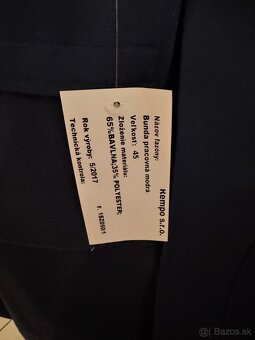 Kempo s.r.o.
Názov fazony:
Bunda pracovná modrá
Veľkosť: 45
Zloženie materiálu:
65%BAVLNA;35% POLYESTER;
Rok výroby: 5/2017
Technická kontrola:
bazos.sk